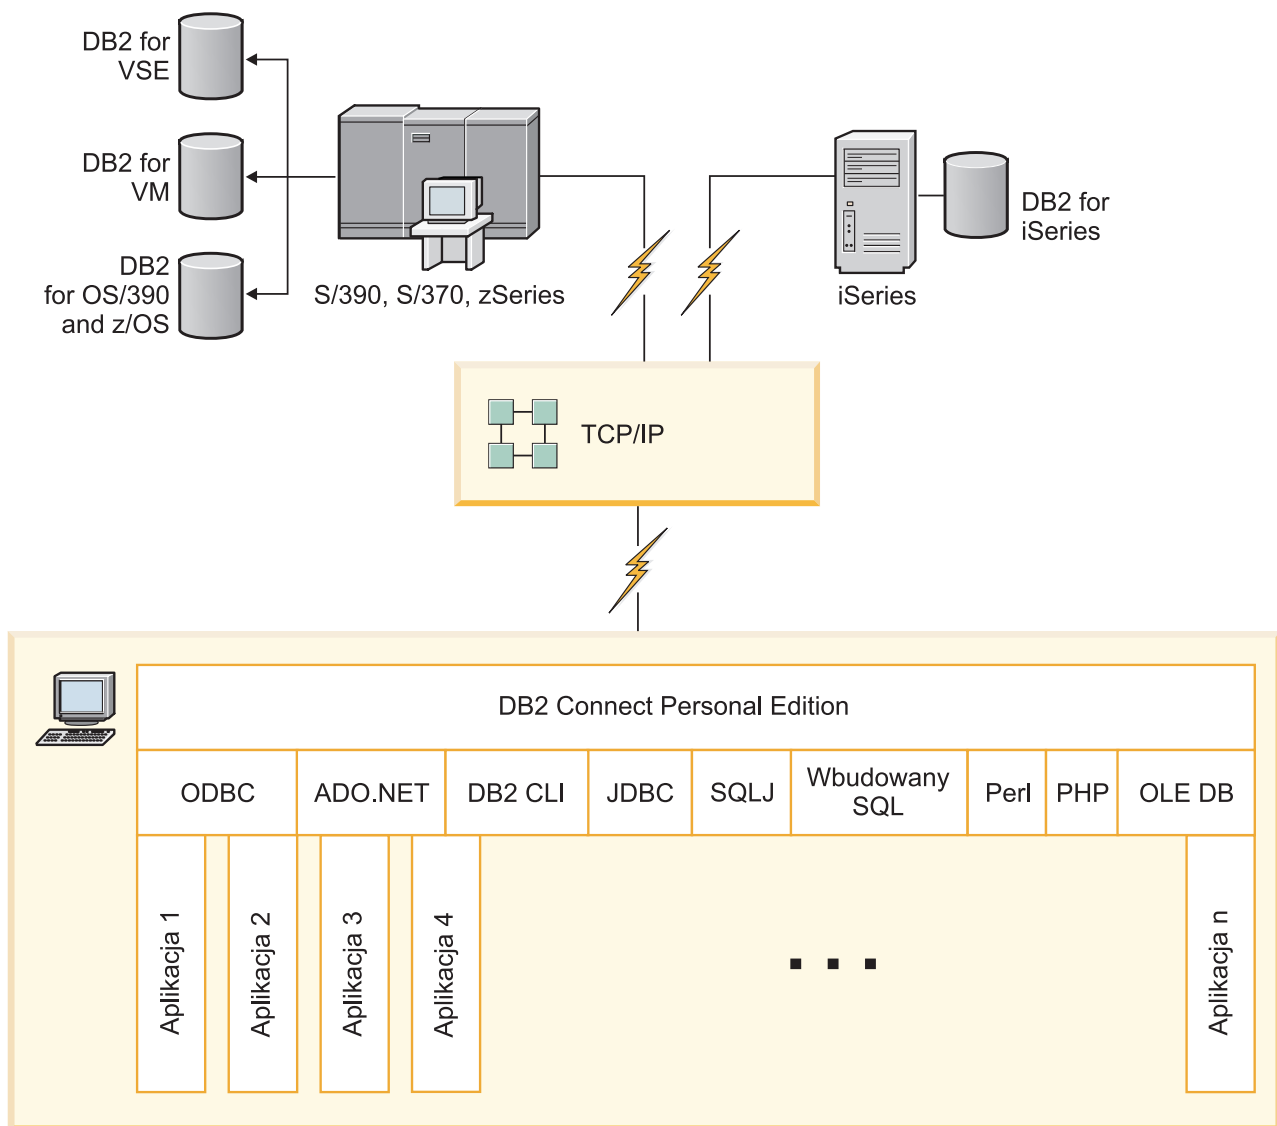 DB2 for
VSE
DB2 for
VM
DB2
for OS/390
and z/OS
S/390, S/370, zSeries
iSeries
DB2 for
iSeries
TCP/IP
DB2 Connect Personal Edition
ODBC
ADO.NET
DB2 CLI
JDBC
SQLJ
Wbudowany
SQL
Perl
PHP
OLE DB
Aplikacja 1
Aplikacja 2
Aplikacja 3
Aplikacja 4
. . .
Aplikacja n